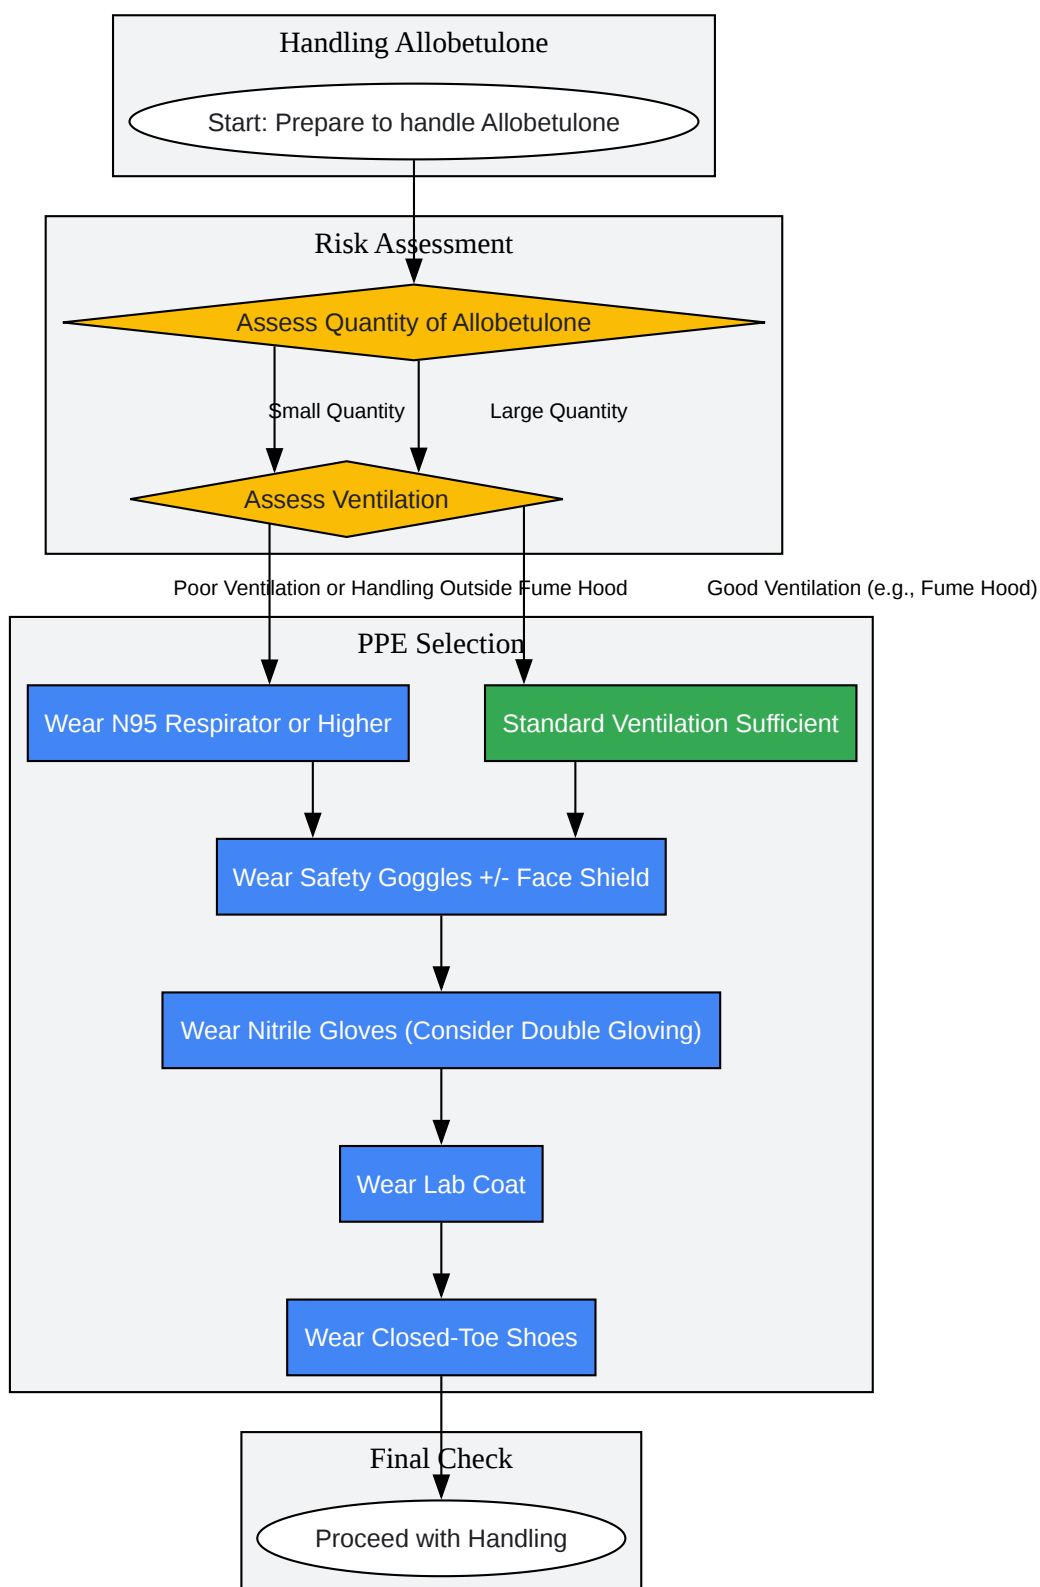 Handling Allobetulone
Start: Prepare to handle Allobetulone
Risk Assessment
Assess Quantity of Allobetulone
Small Quantity
Large Quantity
Assess Ventilation
Poor Ventilation or Handling Outside Fume Hood
Good Ventilation (e.g., Fume Hood)
PPE Selection
Wear N95 Respirator or Higher
Standard Ventilation Sufficient
Wear Safety Goggles +/- Face Shield
Wear Nitrile Gloves (Consider Double Gloving)
Wear Lab Coat
Wear Closed-Toe Shoes
Final Check
Proceed with Handling